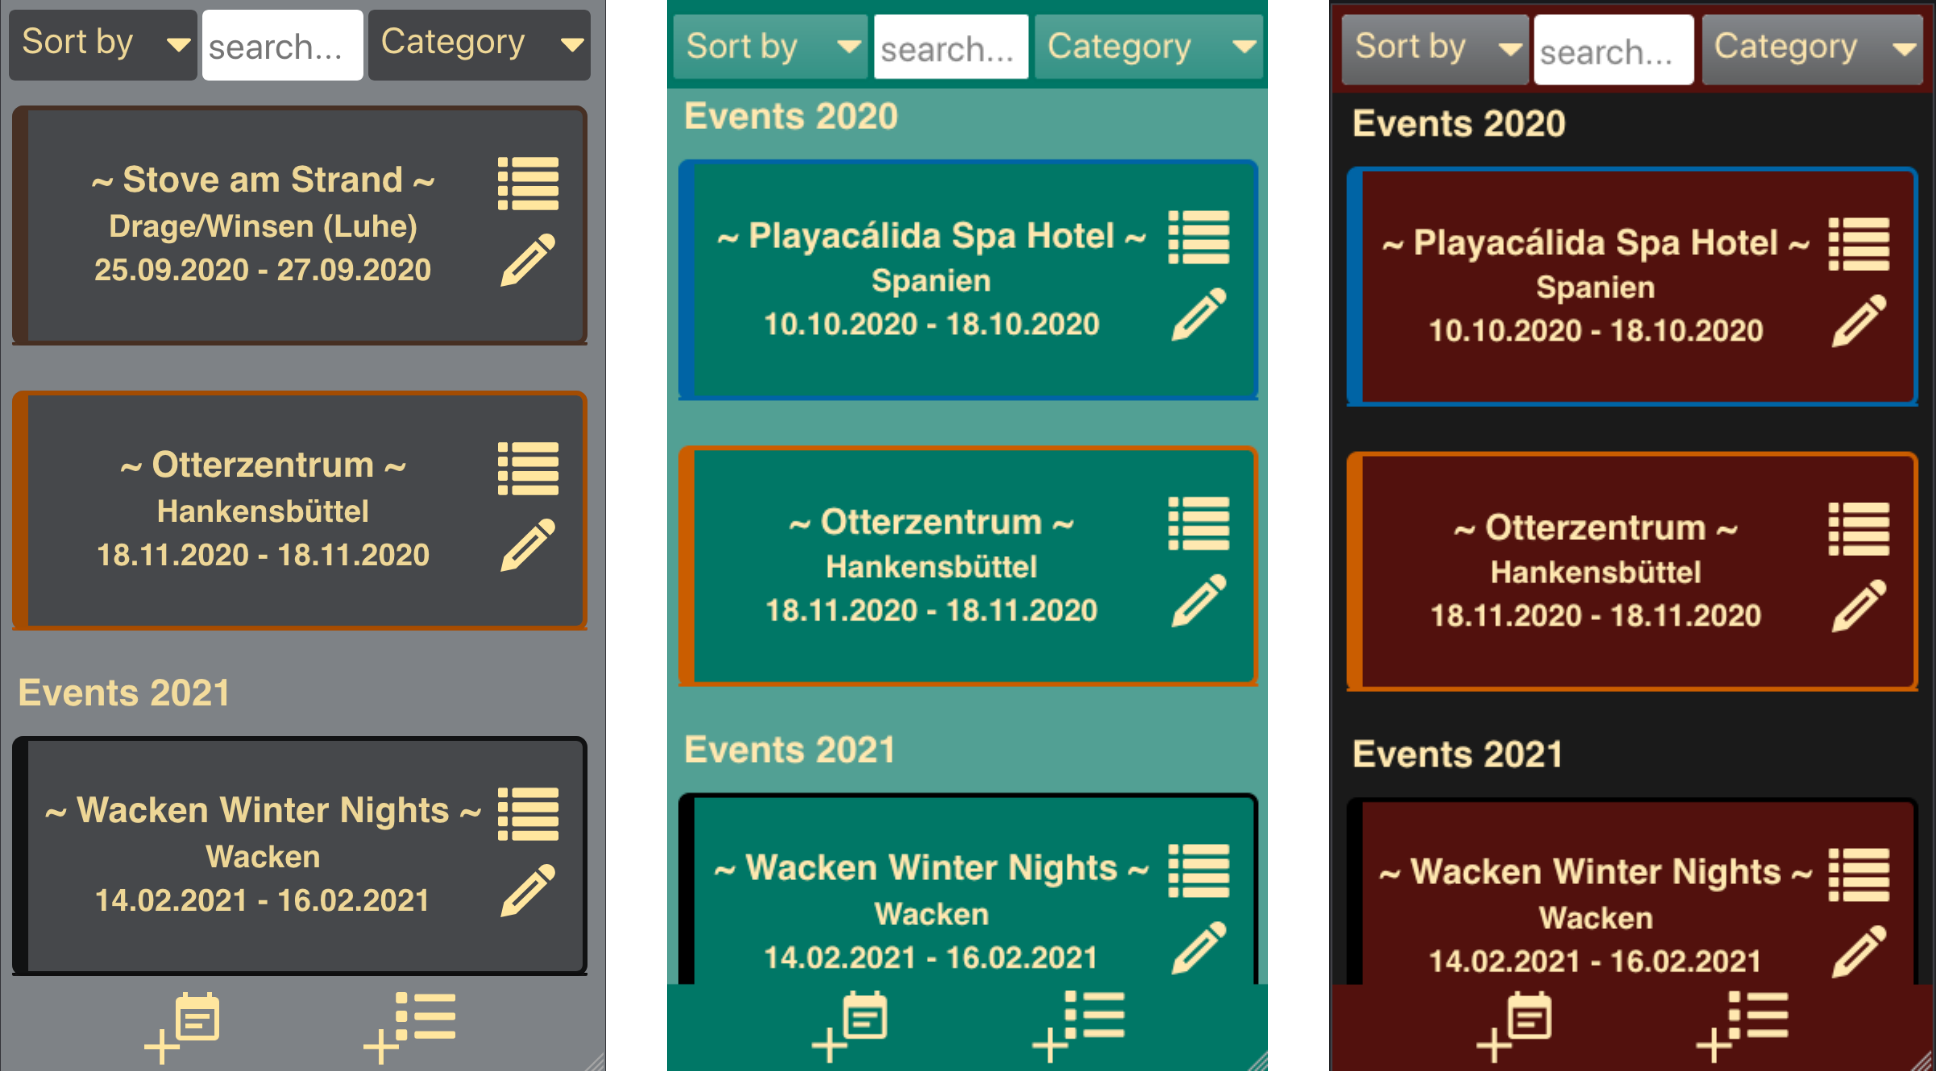 Sort by
search...
Category
~ Stove am Strand ~
Drage/Winsen (Luhe)
25.09.2020 - 27.09.2020
~ Otterzentrum ~
Hankensbüttel
18.11.2020 - 18.11.2020
Events 2021
~ Wacken Winter Nights ~
Wacken
14.02.2021 - 16.02.2021
Sort by
search...
Category
Events 2020
~ Playacálida Spa Hotel ~
Spanien
10.10.2020 - 18.10.2020
~ Otterzentrum ~
Hankensbüttel
18.11.2020 - 18.11.2020
Events 2021
~ Wacken Winter Nights ~
Wacken
14.02.2021 - 16.02.2021
Sort by
search...
Category
Events 2020
~ Playacálida Spa Hotel ~
Spanien
10.10.2020 - 18.10.2020
~ Otterzentrum ~
Hankensbüttel
18.11.2020 - 18.11.2020
Events 2021
~ Wacken Winter Nights ~
Wacken
14.02.2021 - 16.02.2021